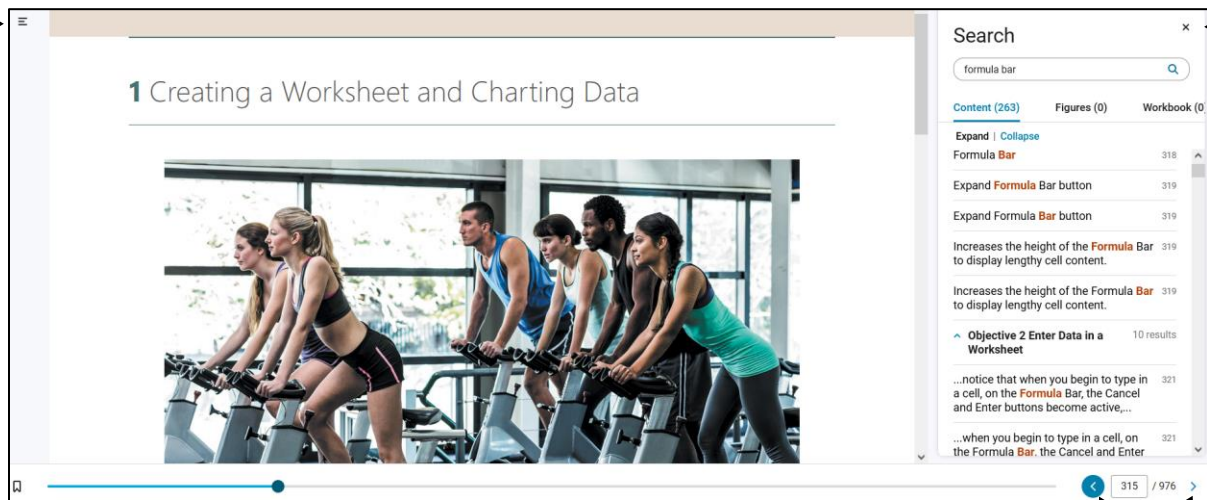 Search
formula bar
Content (263) Figures (0) Workbook (0
Expand | Collapse
Formula Bar 318
Expand Formula Bar button 319
Expand Formula Bar button 319
Increases the height of the Formula Bar 319
to display lengthy cell content.
Increases the height of the Formula Bar 319
to display lengthy cell content.
Objective 2 Enter Data in a 10 results
Worksheet
...notice that when you begin to type in 321
a cell, on the Formula Bar, the Cancel
and Enter buttons become active,...
...when you begin to type in a cell, on 321
the Formula Bar, the Cancel and Enter
1 Creating a Worksheet and Charting Data
315 / 976